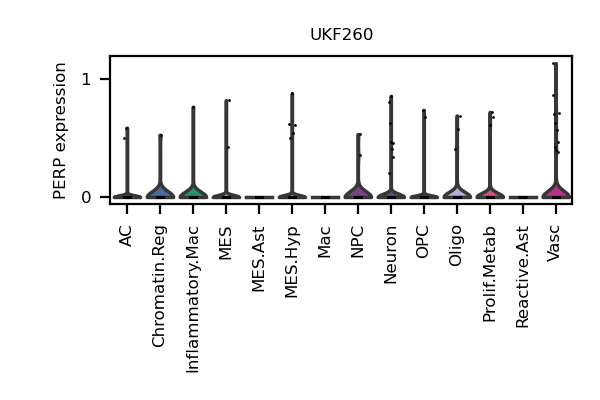 UKF260
PERP expression
1
0
AC
Chromatin.Reg
Inflammatory.Mac
MES
MES.Ast
MES.Hyp
Mac
NPC
Neuron
OPC
Oligo
Prolif.Metab
Reactive.Ast
Vasc